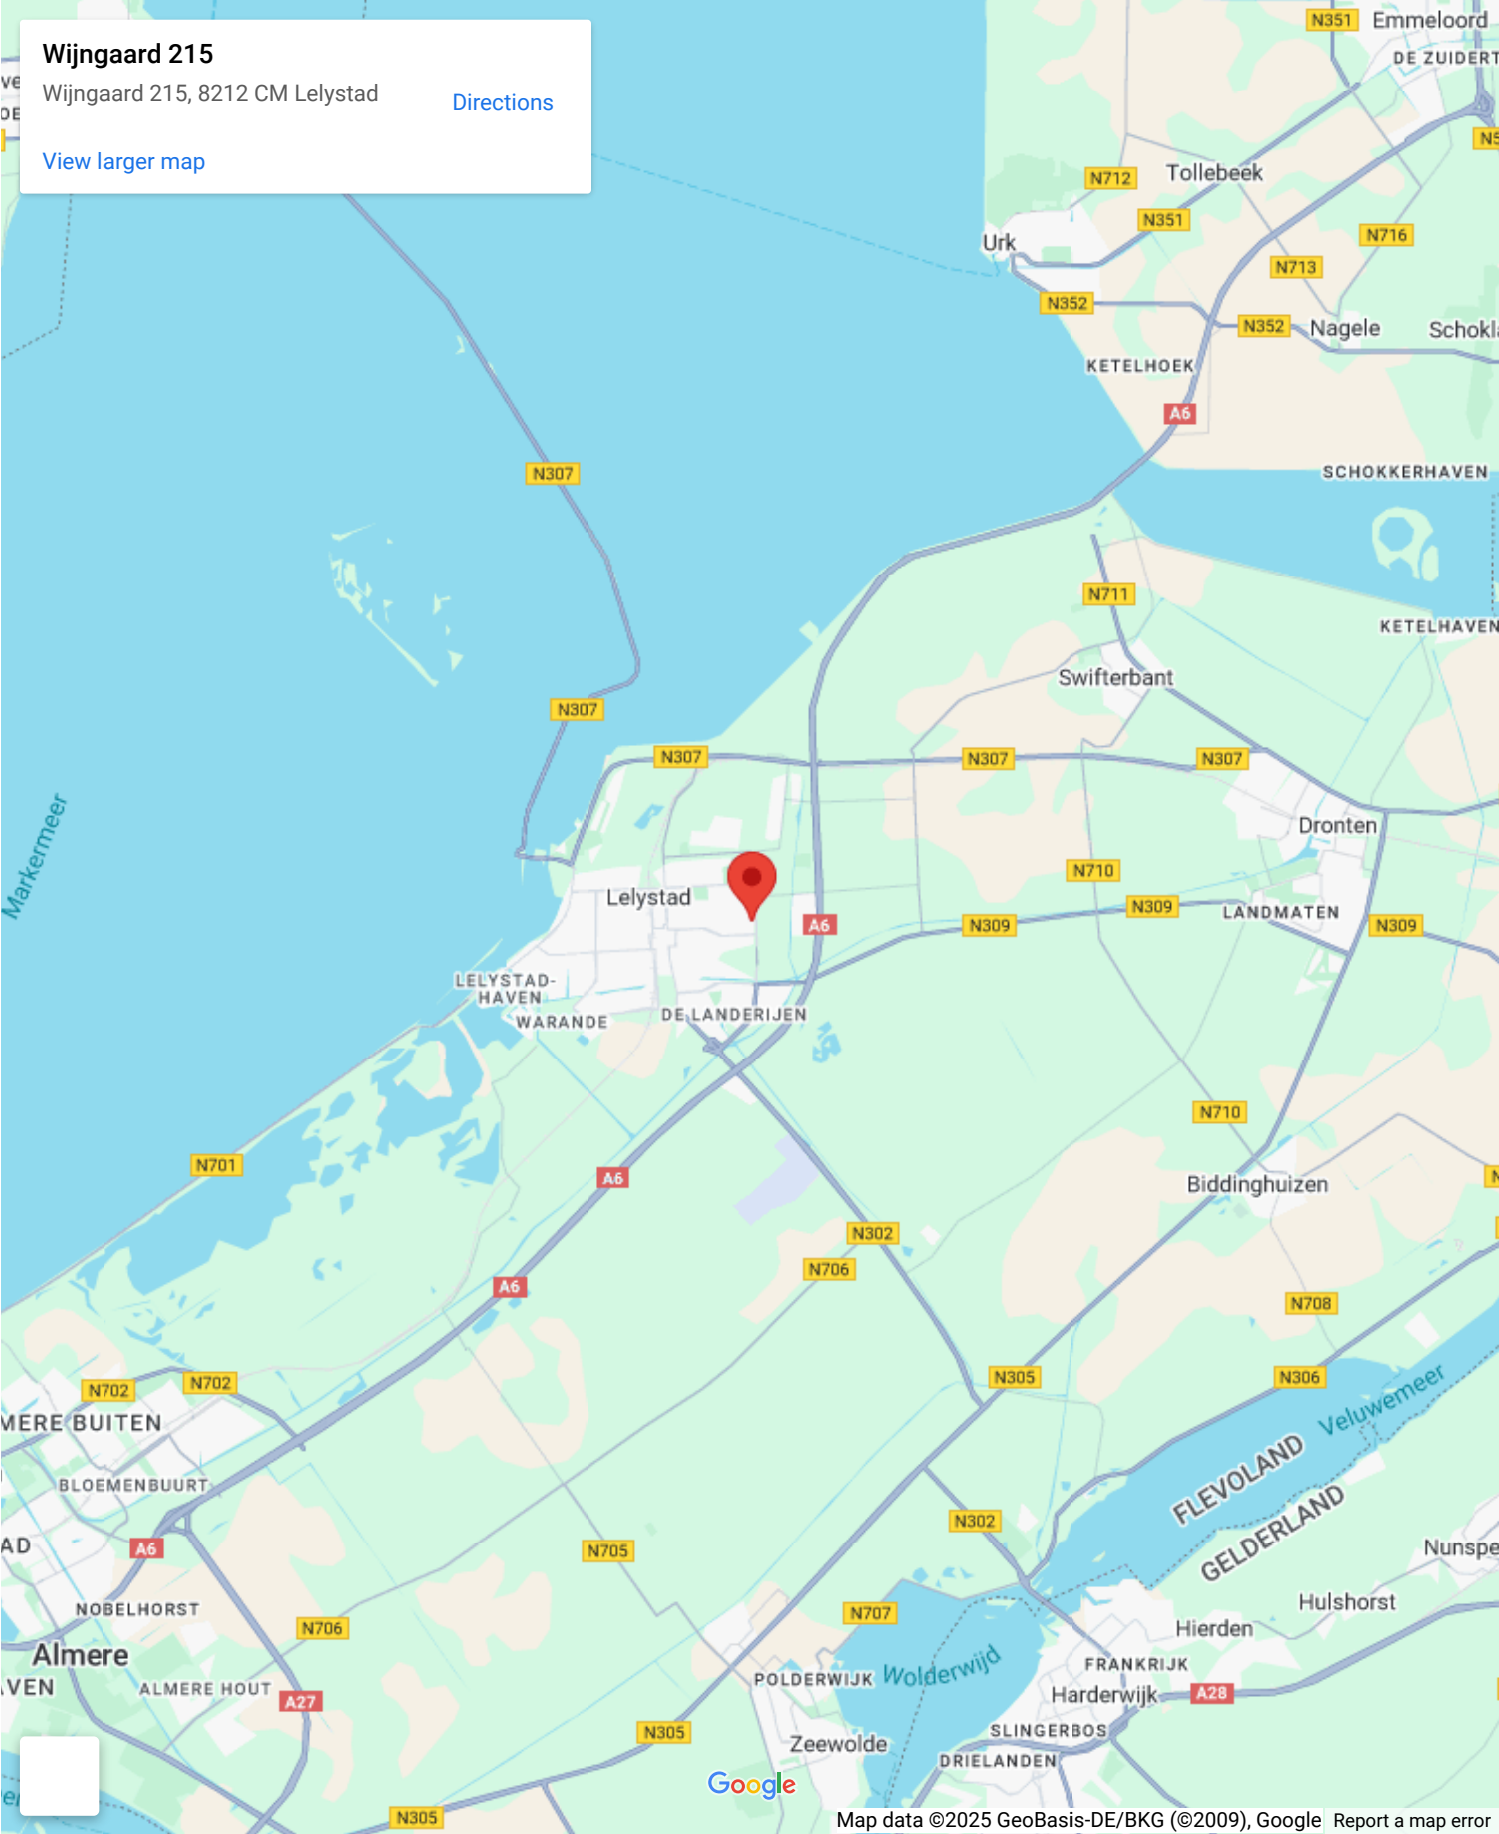 Wijngaard 215
Wijngaard 215, 8212 CM Lelystad
Directions
View larger map
N351
Emmeloord
DE ZUIDERT
N712
Tollebeek
N351
N716
Urk
N713
N352
N352
Nagele
Schokl
KETELHOEK
A6
N307
SCHOKKERHAVEN
N711
KETELHAVEN
Swifterbant
N307
N307
N307
N307
Markermeer
Dronten
N710
Lelystad
N309
LANDMATEN
A6
N309
N309
LELYSTAD-
HAVEN
WARANDE
DE LANDERIJEN
N710
N701
A6
Biddinghuizen
N302
N706
A6
N708
N305
N306
N702
N702
Veluwemeer
MERE BUITEN
FLEVOLAND
BLOEMENBUURT
GELDERLAND
N302
AD
A6
N705
Nunspe
NOBELHORST
Hulshorst
N707
N706
Hierden
Almere
Wolderwijd
FRANKRIJK
POLDERWIJK
AVEN
ALMERE HOUT
A27
Harderwijk
A28
N305
SLINGERBOS
Zeewolde
DRIELANDEN
Google
N305
Map data ©2025 GeoBasis-DE/BKG (©2009), Google
Report a map error